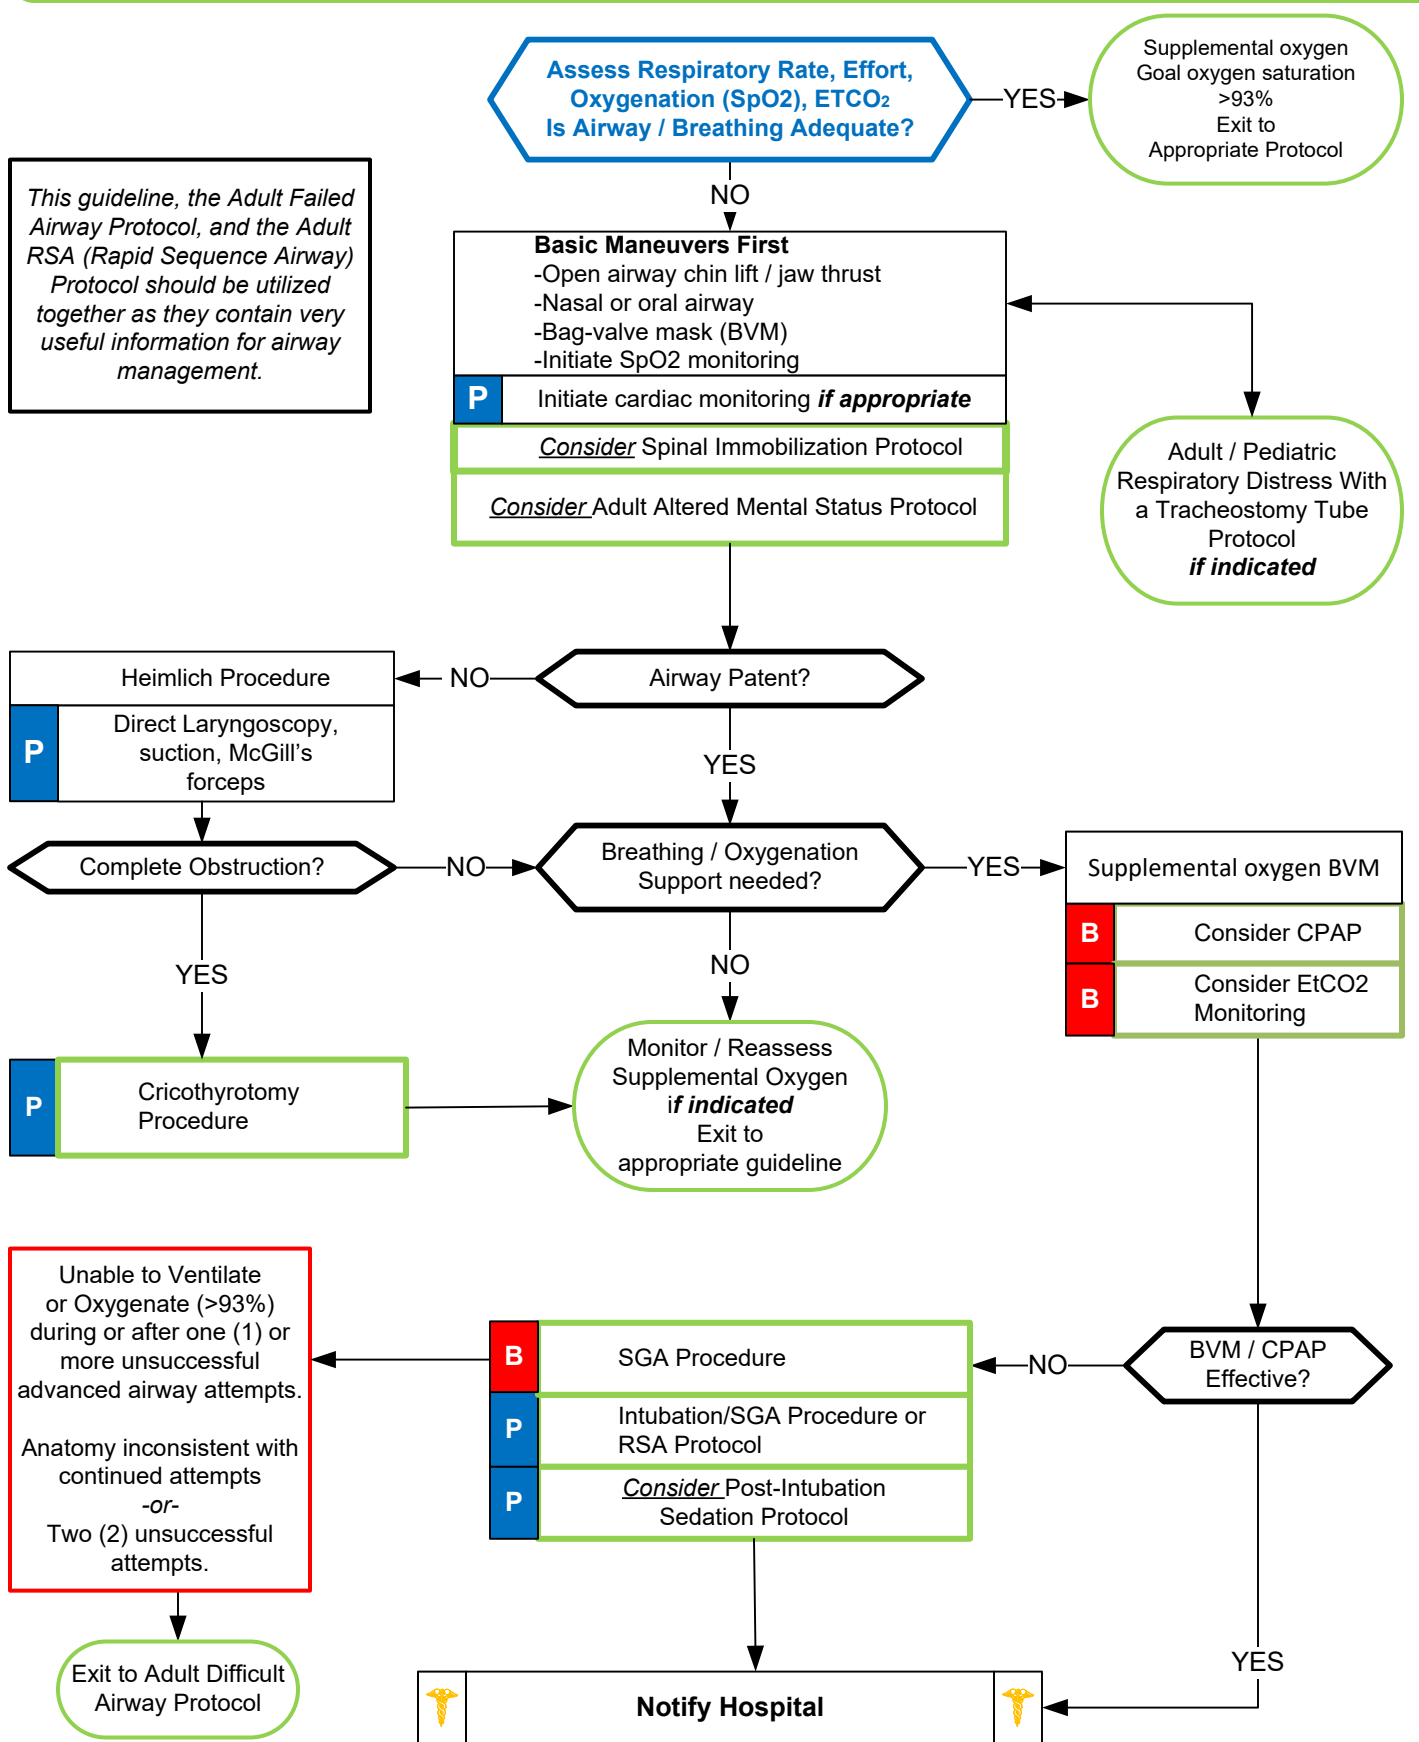 Assess Respiratory Rate, Effort,
Oxygenation (SpO2), ETCO₂
Is Airway / Breathing Adequate?
YES
Supplemental oxygen
Goal oxygen saturation
>93%
Exit to
Appropriate Protocol
This guideline, the Adult Failed
Airway Protocol, and the Adult
RSA (Rapid Sequence Airway)
Protocol should be utilized
together as they contain very
useful information for airway
management.
NO
Basic Maneuvers First
-Open airway chin lift / jaw thrust
-Nasal or oral airway
-Bag-valve mask (BVM)
-Initiate SpO2 monitoring
P
Initiate cardiac monitoring if appropriate
Consider Spinal Immobilization Protocol
Consider Adult Altered Mental Status Protocol
Adult / Pediatric
Respiratory Distress With
a Tracheostomy Tube
Protocol
if indicated
Airway Patent?
NO
Heimlich Procedure
P
Direct Laryngoscopy,
suction, McGill's
forceps
YES
Complete Obstruction?
NO
Breathing / Oxygenation
Support needed?
YES
Supplemental oxygen BVM
B
Consider CPAP
B
Consider EtCO2
Monitoring
YES
NO
P
Cricothyrotomy
Procedure
Monitor / Reassess
Supplemental Oxygen
if indicated
Exit to
appropriate guideline
Unable to Ventilate
or Oxygenate (>93%)
during or after one (1) or
more unsuccessful
advanced airway attempts.
Anatomy inconsistent with
continued attempts
-or-
Two (2) unsuccessful
attempts.
B
SGA Procedure
P
Intubation/SGA Procedure or
RSA Protocol
P
Consider Post-Intubation
Sedation Protocol
NO
BVM / CPAP
Effective?
YES
Exit to Adult Difficult
Airway Protocol
Notify Hospital